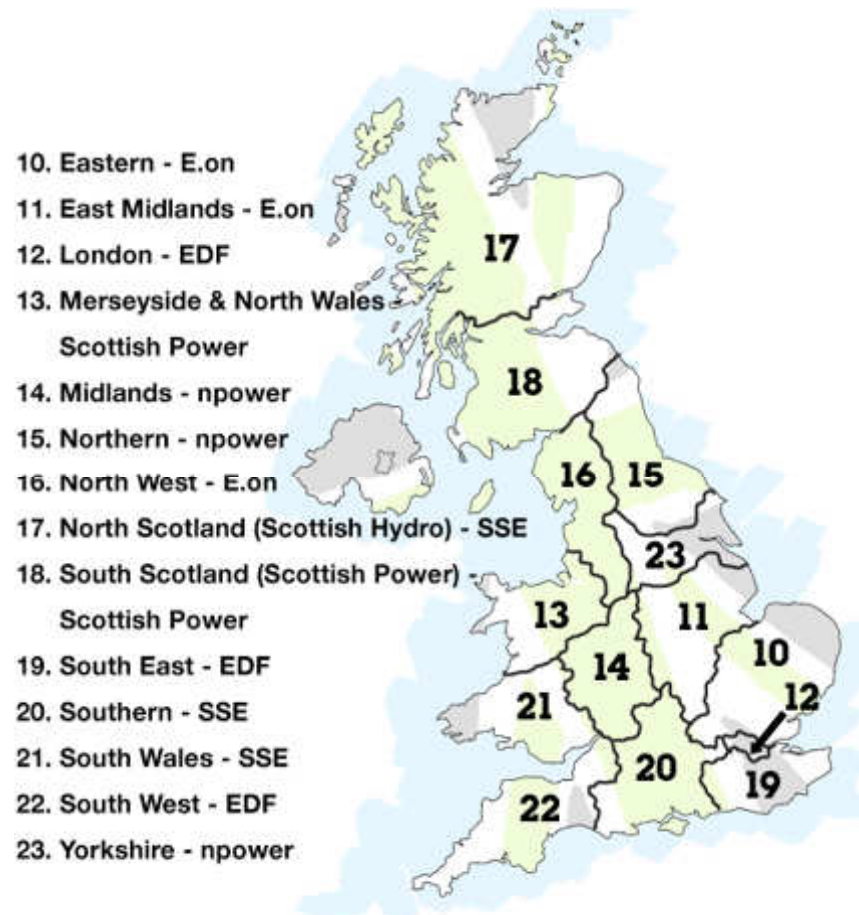 10. Eastern - E.on
11. East Midlands - E.on
12. London - EDF
13. Merseyside & North Wales -
Scottish Power
14. Midlands - npower
15. Northern - npower
16. North West - E.on
17. North Scotland (Scottish Hydro) - SSE
18. South Scotland (Scottish Power) -
Scottish Power
19. South East - EDF
20. Southern - SSE
21. South Wales - SSE
22. South West - EDF
23. Yorkshire - npower
17
18
16
15
23
13
11
14
10
12
21
20
19
22